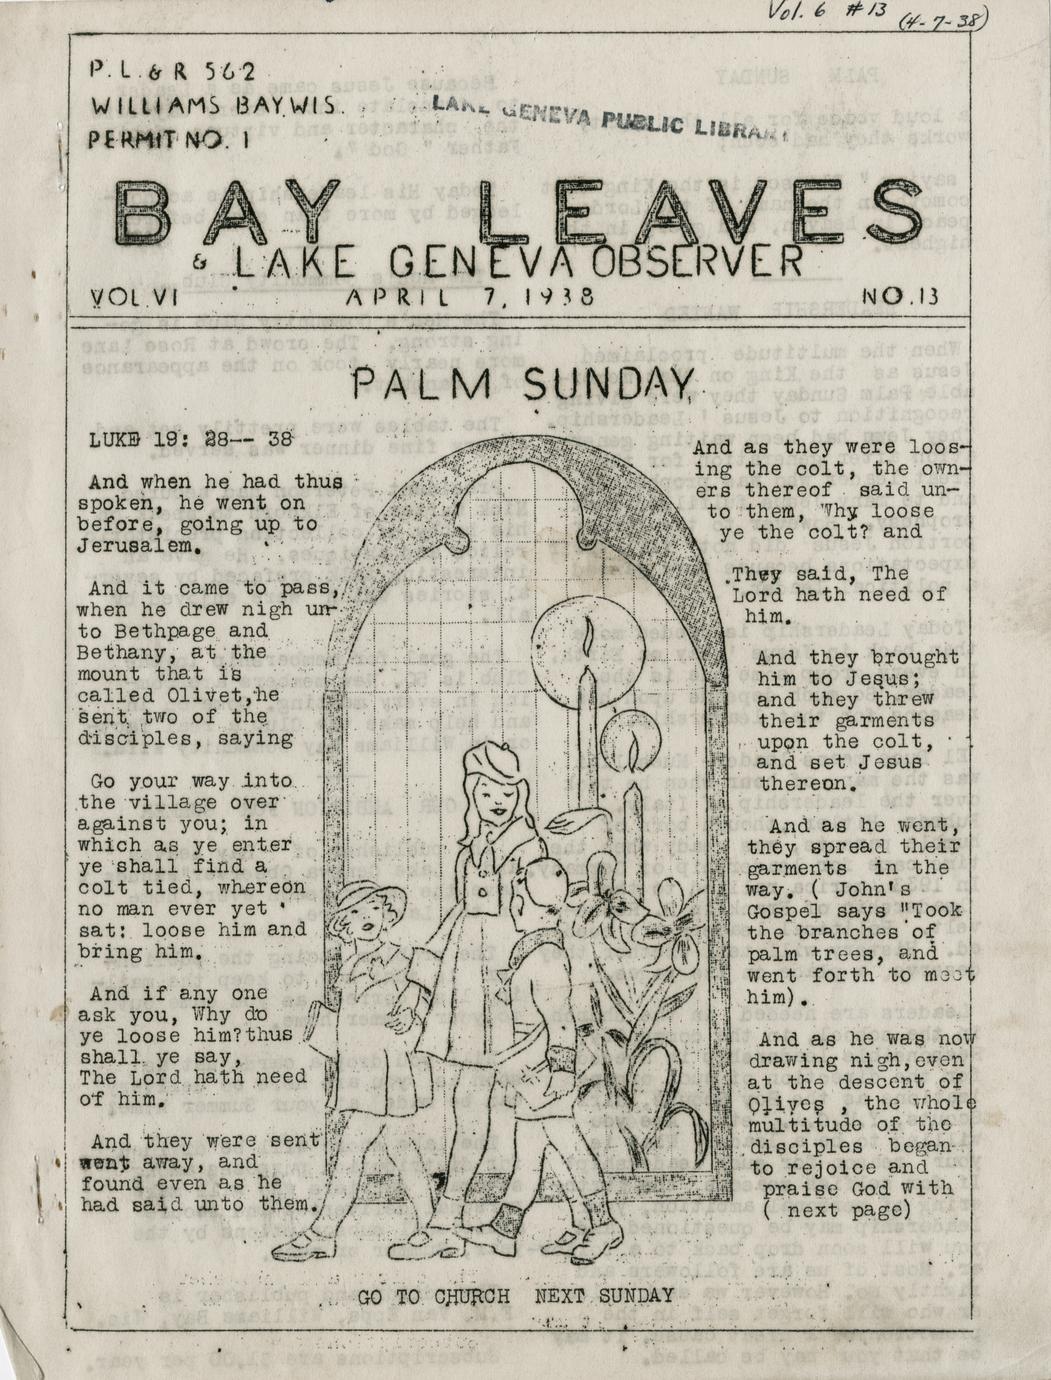 Vol. 6 #13 (4-7-38)
P. L. & R 562
WILLIAMS BAY, WIS.
PERMIT NO. 1
LAKE GENEVA PUBLIC LIBRARY
BAY LEAVES
& LAKE GENEVA OBSERVER
VOL. VI APRIL 7, 1938 NO. 13
PALM SUNDAY
LUKE 19: 28-- 38
And when he had thus
spoken, he went on
before, going up to
Jerusalem.
And it came to pass,
when he drew nigh un-
to Bethpage and
Bethany, at the
mount that is
called Olivet,he
sent two of the
disciples, saying
Go your way into
the village over
against you; in
which as ye enter
ye shall find a
colt tied, whereon
no man ever yet
sat: loose him and
bring him.
And if any one
ask you, Why do
ye loose him?thus
shall ye say,
The Lord hath need
of him.
And they were sent
went away, and
found even as he
had said unto them.
And as they were loos-
ing the colt, the own-
ers thereof said un-
to them, Why loose
ye the colt? and
They said, The
Lord hath need of
him.
And they brought
him to Jesus;
and they threw
their garments
upon the colt,
and set Jesus
thereon.
And as he went,
they spread their
garments in the
way. ( John's
Gospel says "Took
the branches of
palm trees, and
went forth to meet
him).
And as he was now
drawing nigh,even
at the descent of
Olives , the whole
multitude of the
disciples began
to rejoice and
praise God with
( next page)
GO TO CHURCH NEXT SUNDAY